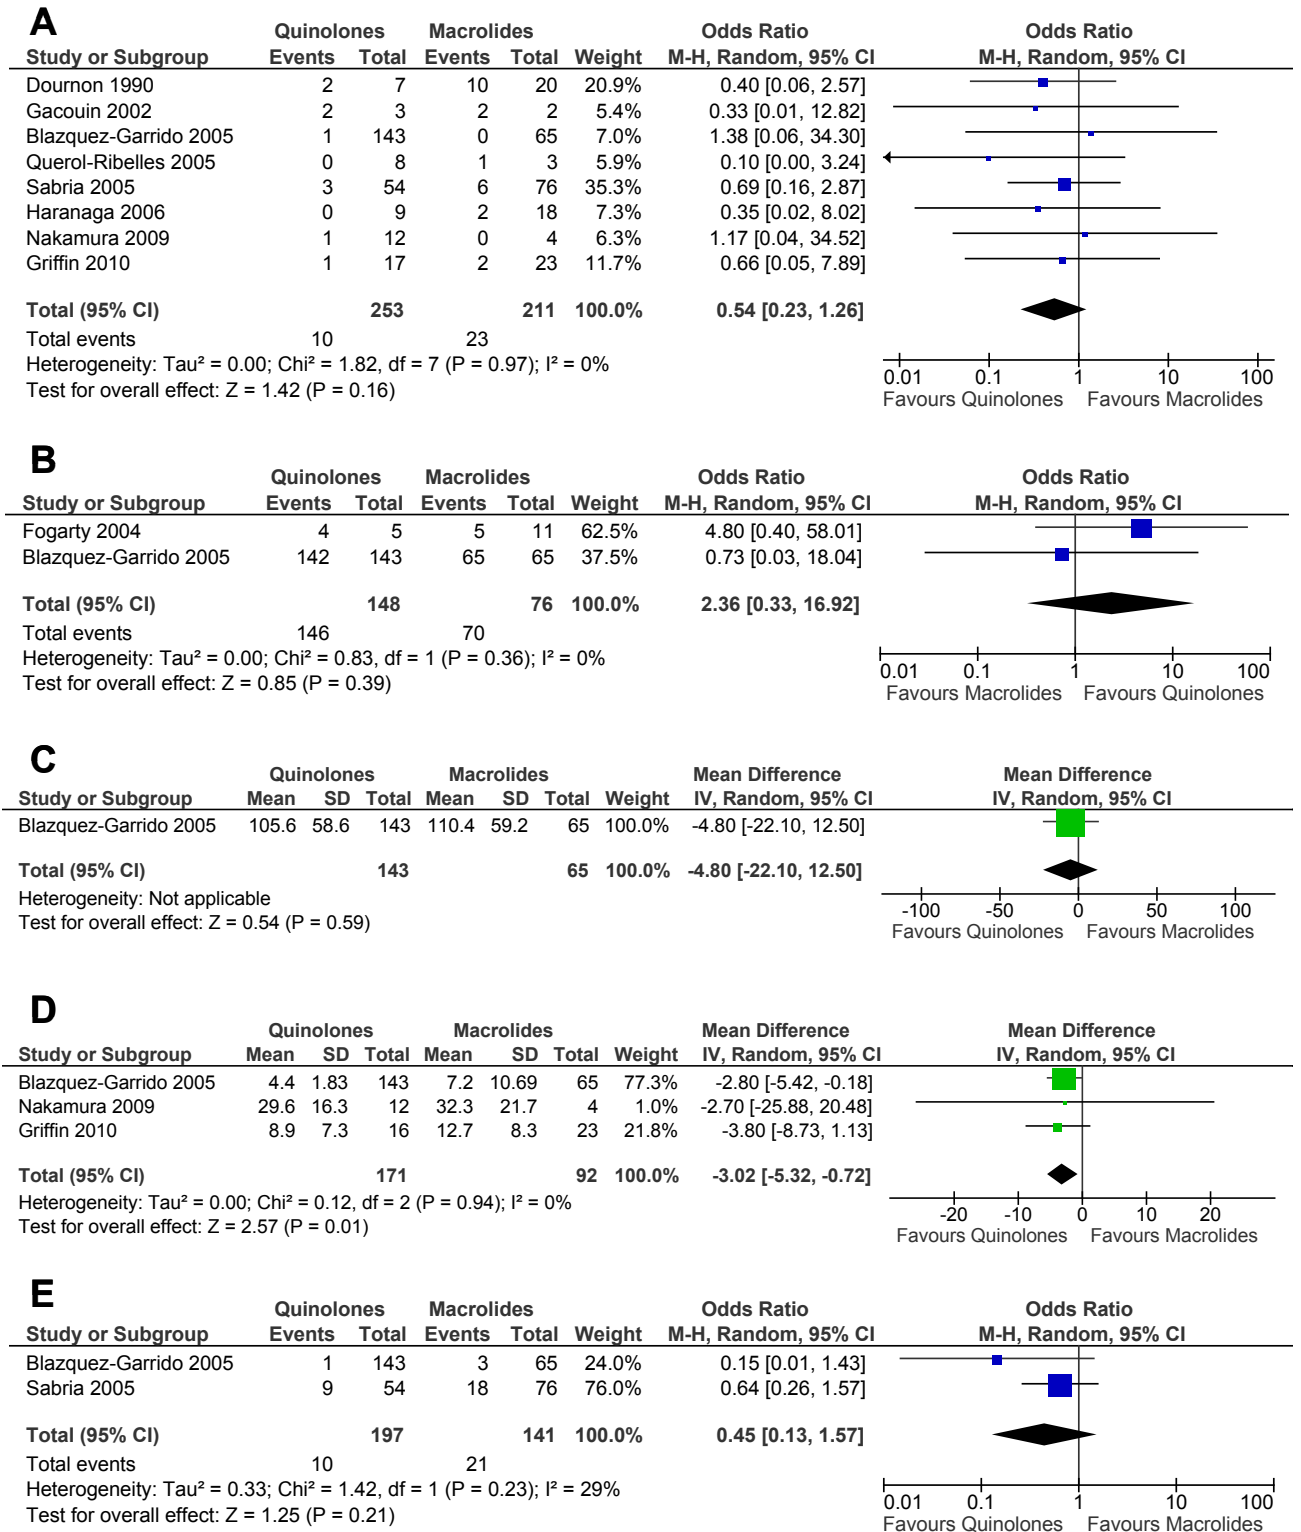 A
Quinolones Macrolides Odds Ratio Odds Ratio
Study or Subgroup Events Total Events Total Weight M-H, Random, 95% CI M-H, Random, 95% CI
Dournon 1990 2 7 10 20 20.9% 0.40 [0.06, 2.57]
Gacouin 2002 2 3 2 2 5.4% 0.33 [0.01, 12.82]
Blazquez-Garrido 2005 1 143 0 65 7.0% 1.38 [0.06, 34.30]
Querol-Ribelles 2005 0 8 1 3 5.9% 0.10 [0.00, 3.24]
Sabria 2005 3 54 6 76 35.3% 0.69 [0.16, 2.87]
Haranaga 2006 0 9 2 18 7.3% 0.35 [0.02, 8.02]
Nakamura 2009 1 12 0 4 6.3% 1.17 [0.04, 34.52]
Griffin 2010 1 17 2 23 11.7% 0.66 [0.05, 7.89]
Total (95% CI) 253 211 100.0% 0.54 [0.23, 1.26]
Total events 10 23
Heterogeneity: Tau² = 0.00; Chi² = 1.82, df = 7 (P = 0.97); I² = 0%
Test for overall effect: Z = 1.42 (P = 0.16)
0.01 0.1 1 10 100
Favours Quinolones Favours Macrolides
B
Quinolones Macrolides Odds Ratio Odds Ratio
Study or Subgroup Events Total Events Total Weight M-H, Random, 95% CI M-H, Random, 95% CI
Fogarty 2004 4 5 5 11 62.5% 4.80 [0.40, 58.01]
Blazquez-Garrido 2005 142 143 65 65 37.5% 0.73 [0.03, 18.04]
Total (95% CI) 148 76 100.0% 2.36 [0.33, 16.92]
Total events 146 70
Heterogeneity: Tau² = 0.00; Chi² = 0.83, df = 1 (P = 0.36); I² = 0%
Test for overall effect: Z = 0.85 (P = 0.39)
0.01 0.1 1 10 100
Favours Macrolides Favours Quinolones
C
Quinolones Macrolides Mean Difference Mean Difference
Study or Subgroup Mean SD Total Mean SD Total Weight IV, Random, 95% CI IV, Random, 95% CI
Blazquez-Garrido 2005 105.6 58.6 143 110.4 59.2 65 100.0% -4.80 [-22.10, 12.50]
Total (95% CI) 143 65 100.0% -4.80 [-22.10, 12.50]
Heterogeneity: Not applicable
Test for overall effect: Z = 0.54 (P = 0.59)
-100 -50 0 50 100
Favours Quinolones Favours Macrolides
D
Quinolones Macrolides Mean Difference Mean Difference
Study or Subgroup Mean SD Total Mean SD Total Weight IV, Random, 95% CI IV, Random, 95% CI
Blazquez-Garrido 2005 4.4 1.83 143 7.2 10.69 65 77.3% -2.80 [-5.42, -0.18]
Nakamura 2009 29.6 16.3 12 32.3 21.7 4 1.0% -2.70 [-25.88, 20.48]
Griffin 2010 8.9 7.3 16 12.7 8.3 23 21.8% -3.80 [-8.73, 1.13]
Total (95% CI) 171 92 100.0% -3.02 [-5.32, -0.72]
Heterogeneity: Tau² = 0.00; Chi² = 0.12, df = 2 (P = 0.94); I² = 0%
Test for overall effect: Z = 2.57 (P = 0.01)
-20 -10 0 10 20
Favours Quinolones Favours Macrolides
E
Quinolones Macrolides Odds Ratio Odds Ratio
Study or Subgroup Events Total Events Total Weight M-H, Random, 95% CI M-H, Random, 95% CI
Blazquez-Garrido 2005 1 143 3 65 24.0% 0.15 [0.01, 1.43]
Sabria 2005 9 54 18 76 76.0% 0.64 [0.26, 1.57]
Total (95% CI) 197 141 100.0% 0.45 [0.13, 1.57]
Total events 10 21
Heterogeneity: Tau² = 0.33; Chi² = 1.42, df = 1 (P = 0.23); I² = 29%
Test for overall effect: Z = 1.25 (P = 0.21)
0.01 0.1 1 10 100
Favours Quinolones Favours Macrolides